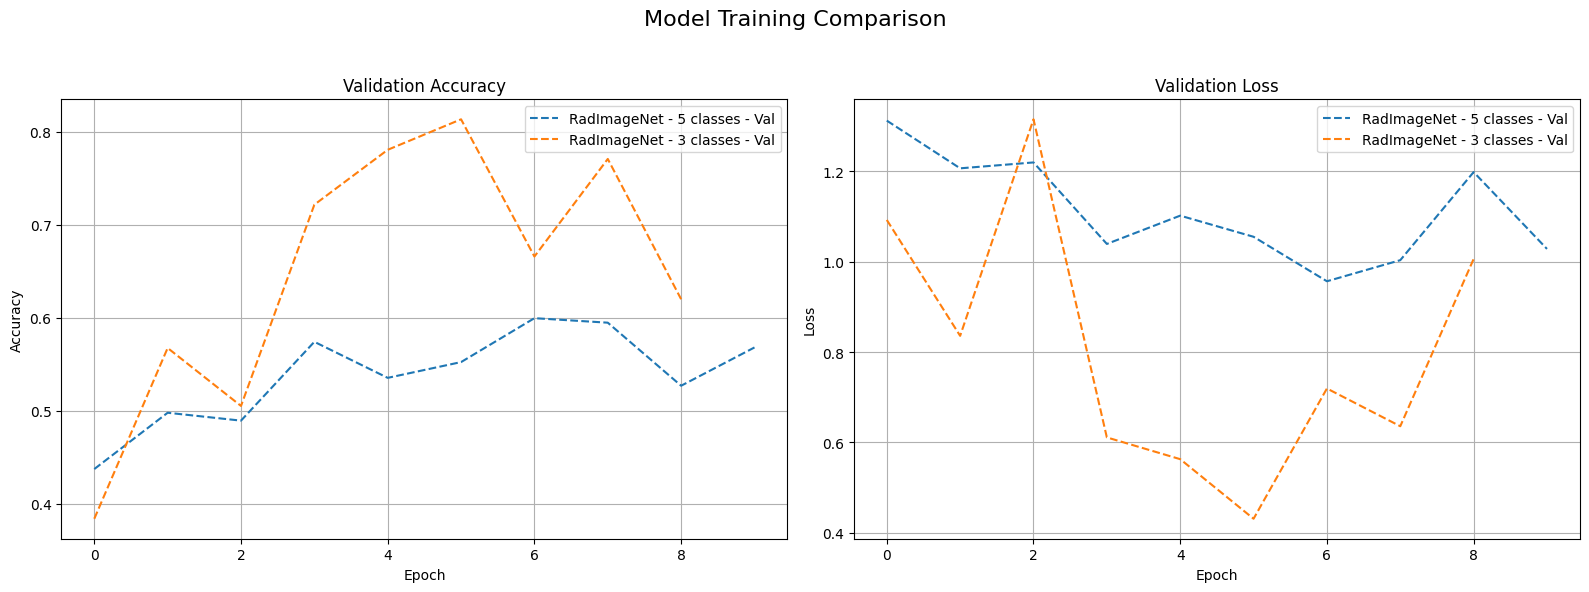 Model Training Comparison
Validation Accuracy
RadImageNet - 5 classes - Val
RadImageNet - 3 classes - Val
Accuracy
0.8
0.7
0.6
0.5
0.4
0 2 4 6 8
Epoch
Validation Loss
RadImageNet - 5 classes - Val
RadImageNet - 3 classes - Val
Loss
1.2
1.0
0.8
0.6
0.4
0 2 4 6 8
Epoch